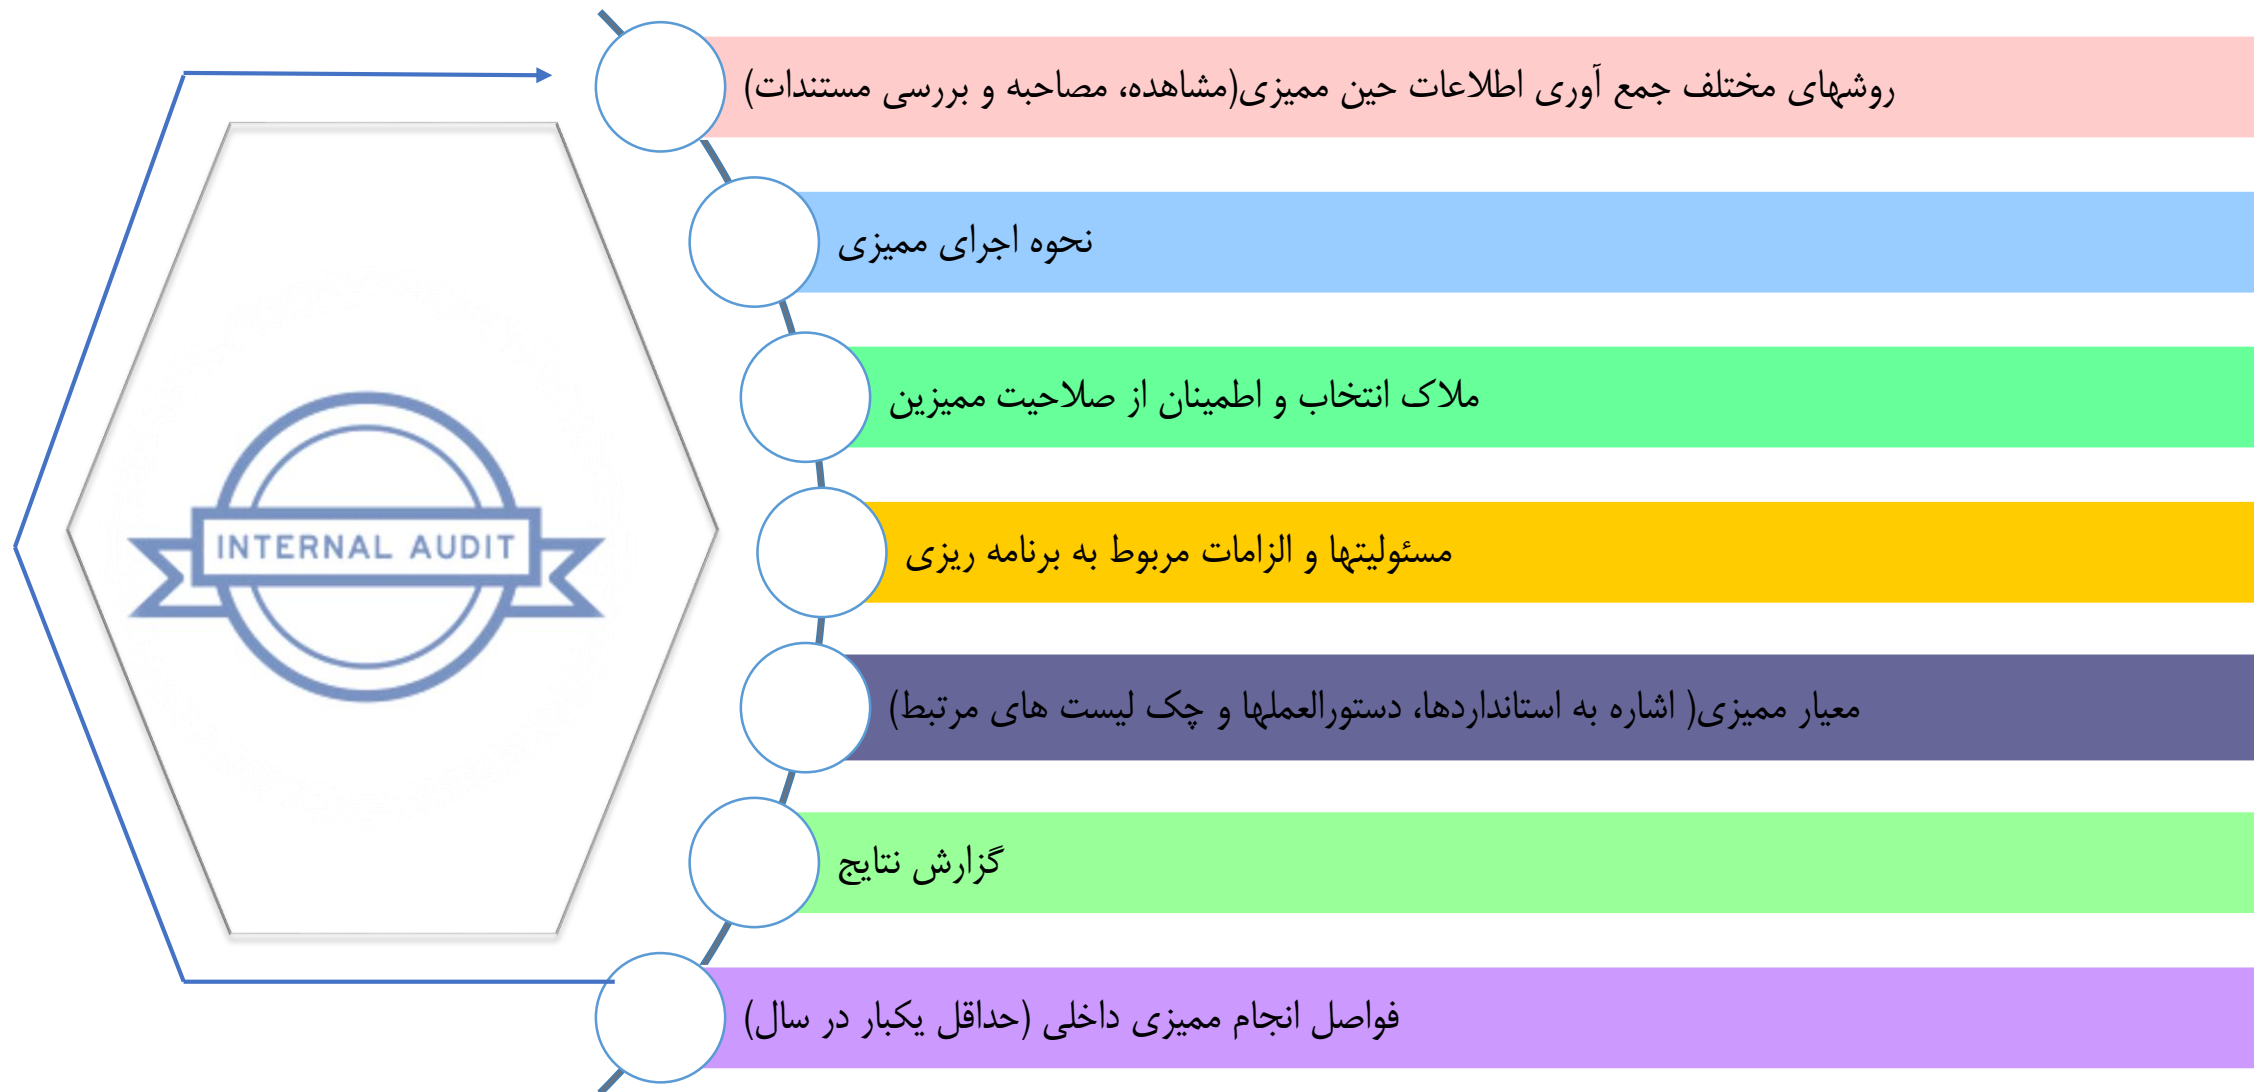 روشهای مختلف جمع آوری اطلاعات حین ممیزی(مشاهده، مصاحبه و بررسی مستندات)
نحوه اجرای ممیزی
ملاک انتخاب و اطمینان از صلاحیت ممیزین
INTERNAL AUDIT
مسئولیتها و الزامات مربوط به برنامه ریزی
معیار ممیزی( اشاره به استانداردها، دستورالعملها و چک لیست های مرتبط)
گزارش نتایج
فواصل انجام ممیزی داخلی (حداقل یکبار در سال)